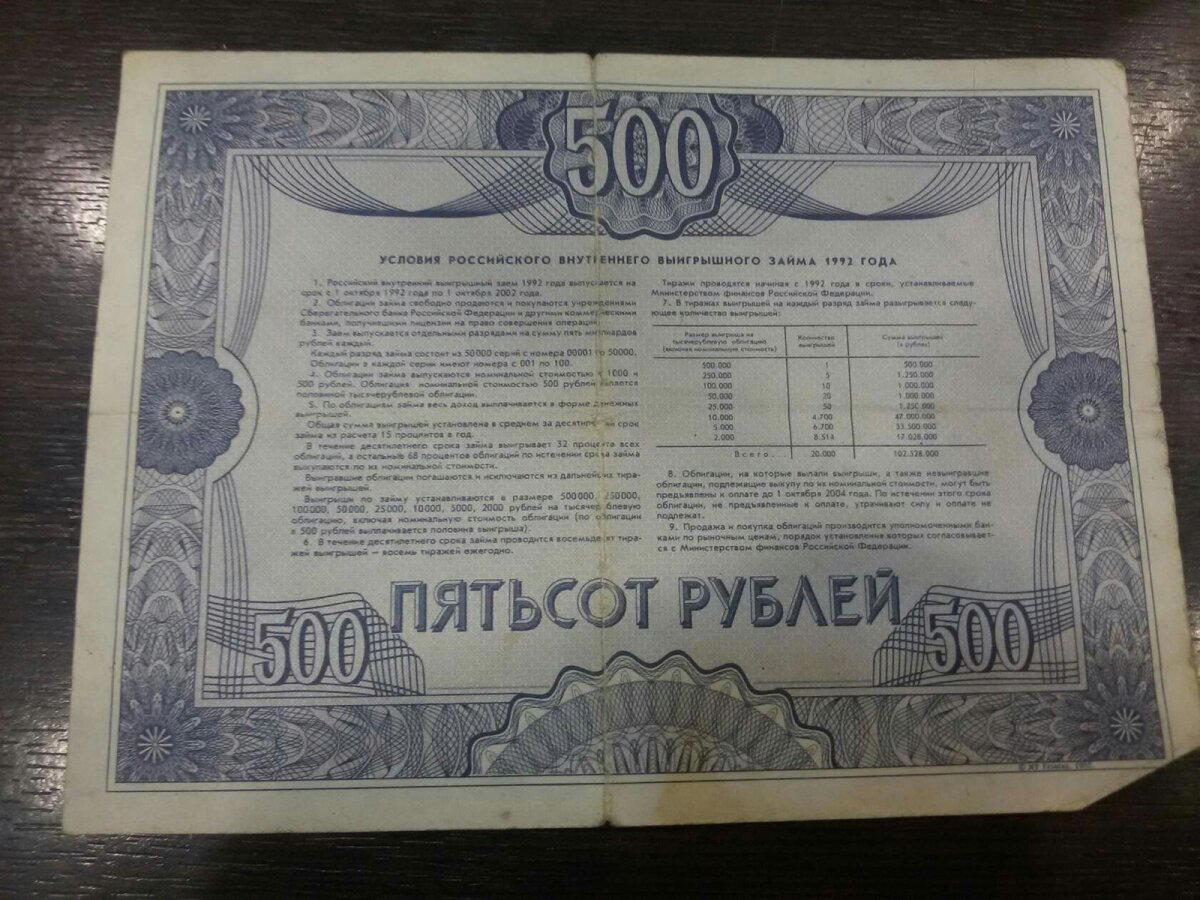 500
УСЛОВИЯ РОССИЙСКОГО ВНУТРЕННЕГО ВЫИГРЫШНОГО ЗАЙМА 1992 ГОДА
1. Российский внутренний выигрышный заем 1992 года выпускается на
срок с 1 октября 1992 года по 1 октября 2002 года.
2. Облигации займа свободно продаются и покупаются учреждениями
Сберегательного банка Российской Федерации и другими коммерческими
банками, получившими лицензии на право совершения операций.
3. Заем выпускается отдельными разрядами на сумму пять миллиардов
рублей каждый.
Каждый разряд займа состоит из 50000 серий с номера 00001 по 50000.
Облигации в каждой серии имеют номера с 001 по 100.
4. Облигации займа выпускаются номинальной стоимостью в 1000 и
500 рублей. Облигация номинальной стоимостью 500 рублей является
половиной тысячерублевой облигации.
5. По облигациям займа весь доход выплачивается в форме денежных
выигрышей.
Общая сумма выигрышей установлена в среднем за десятилетний срок
займа из расчета 15 процентов в год.
В течение десятилетнего срока займа выигрывает 32 процента всех
облигаций, а остальные 68 процентов облигаций по истечении срока займа
выкупаются по их номинальной стоимости.
Выигравшие облигации погашаются и исключаются из дальнейших тира-
жей выигрышей.
Выигрыши по займу устанавливаются в размере 500000, 250000,
100000, 50000, 25000, 10000, 5000, 2000 рублей на тысячерублевую
облигацию, включая номинальную стоимость облигации (по облигации
в 500 рублей выплачивается половина выигрыша).
6. В течение десятилетнего срока займа проводится восемьдесят тира-
жей выигрышей — восемь тиражей ежегодно.
Тиражи проводятся начиная с 1992 года в сроки, устанавливаемые
Министерством финансов Российской Федерации.
7. В тиражах выигрышей на каждый разряд займа разыгрывается следу-
ющее количество выигрышей:
Размер выигрыша на тысячерублевую облигацию (включая номинальную стоимость) Количество выигрышей Сумма выигрышей (в рублях)
500.000 500.000
250.000 5 1.250.000
100.000 10 1.000.000
50.000 20 1.000.000
25.000 50 1.250.000
10.000 4.700 47.000.000
5.000 6.700 33.500.000
2.000 8.514 17.028.000
Всего. 20.000 102.528.000
8. Облигации, на которые выпали выигрыши, а также невыигравшие
облигации, подлежащие выкупу по их номинальной стоимости, могут быть
предъявлены к оплате до 1 октября 2004 года. По истечении этого срока
облигации, не предъявленные к оплате, утрачивают силу и оплате не
подлежат.
9. Продажа и покупка облигаций производится уполномоченными бан-
ками по рыночным ценам, порядок установления которых согласовывает-
ся с Министерством финансов Российской Федерации.
ПЯТЬСОТ РУБЛЕЙ
500
500